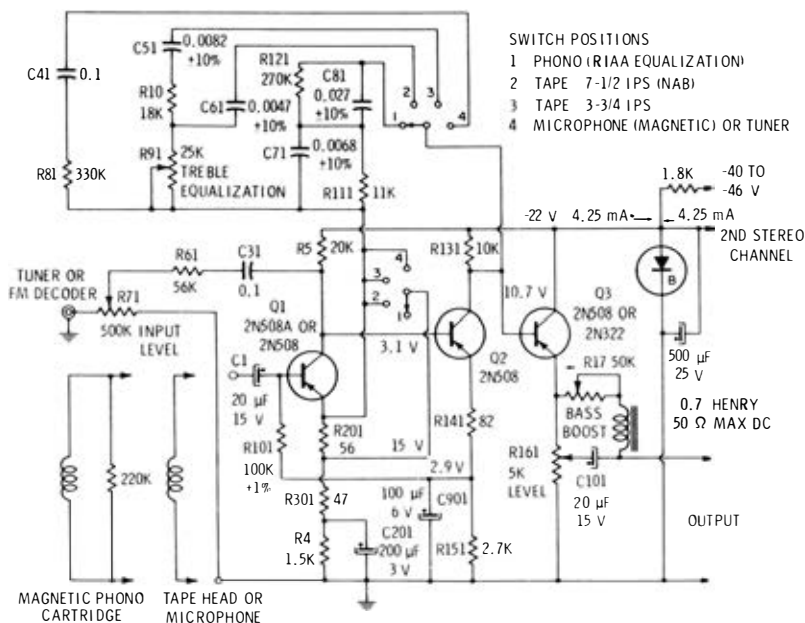 SWITCH POSITIONS
1 PHONO (RIAA EQUALIZATION)
2 TAPE 7-1/2 IPS (NAB)
3 TAPE 3-3/4 IPS
4 MICROPHONE (MAGNETIC) OR TUNER
C41
0.1
C51
0.0082
±10%
R10
18K
C61
0.0047
±10%
R121
270K
C81
0.027
±10%
C71
0.0068
±10%
2
3
1
4
R81
330K
R91
25K
TREBLE
EQUALIZATION
R111
11K
1.8K
-40 TO
-46 V
-22 V
4.25 mA
4.25 mA
2ND STEREO
CHANNEL
R5
20K
R131
10K
R61
56K
C31
0.1
4
3
2
1
TUNER OR
FM DECODER
R71
500K
INPUT
LEVEL
Q1
2N508A OR
2N508
3.1 V
Q2
2N508
10.7 V
Q3
2N508 OR
2N322
B
500 µF
25 V
C1
20 µF
15 V
R17 50K
BASS
BOOST
0.7 HENRY
50 Ω MAX DC
R101
100K
+1%
R201
56
15 V
R141
82
2.9 V
R161
5K
LEVEL
C101
20 µF
15 V
R301
47
100 µF
6 V
C901
R4
1.5K
C201
200 µF
3 V
R151
2.7K
OUTPUT
220K
MAGNETIC PHONO
CARTRIDGE
TAPE HEAD OR
MICROPHONE